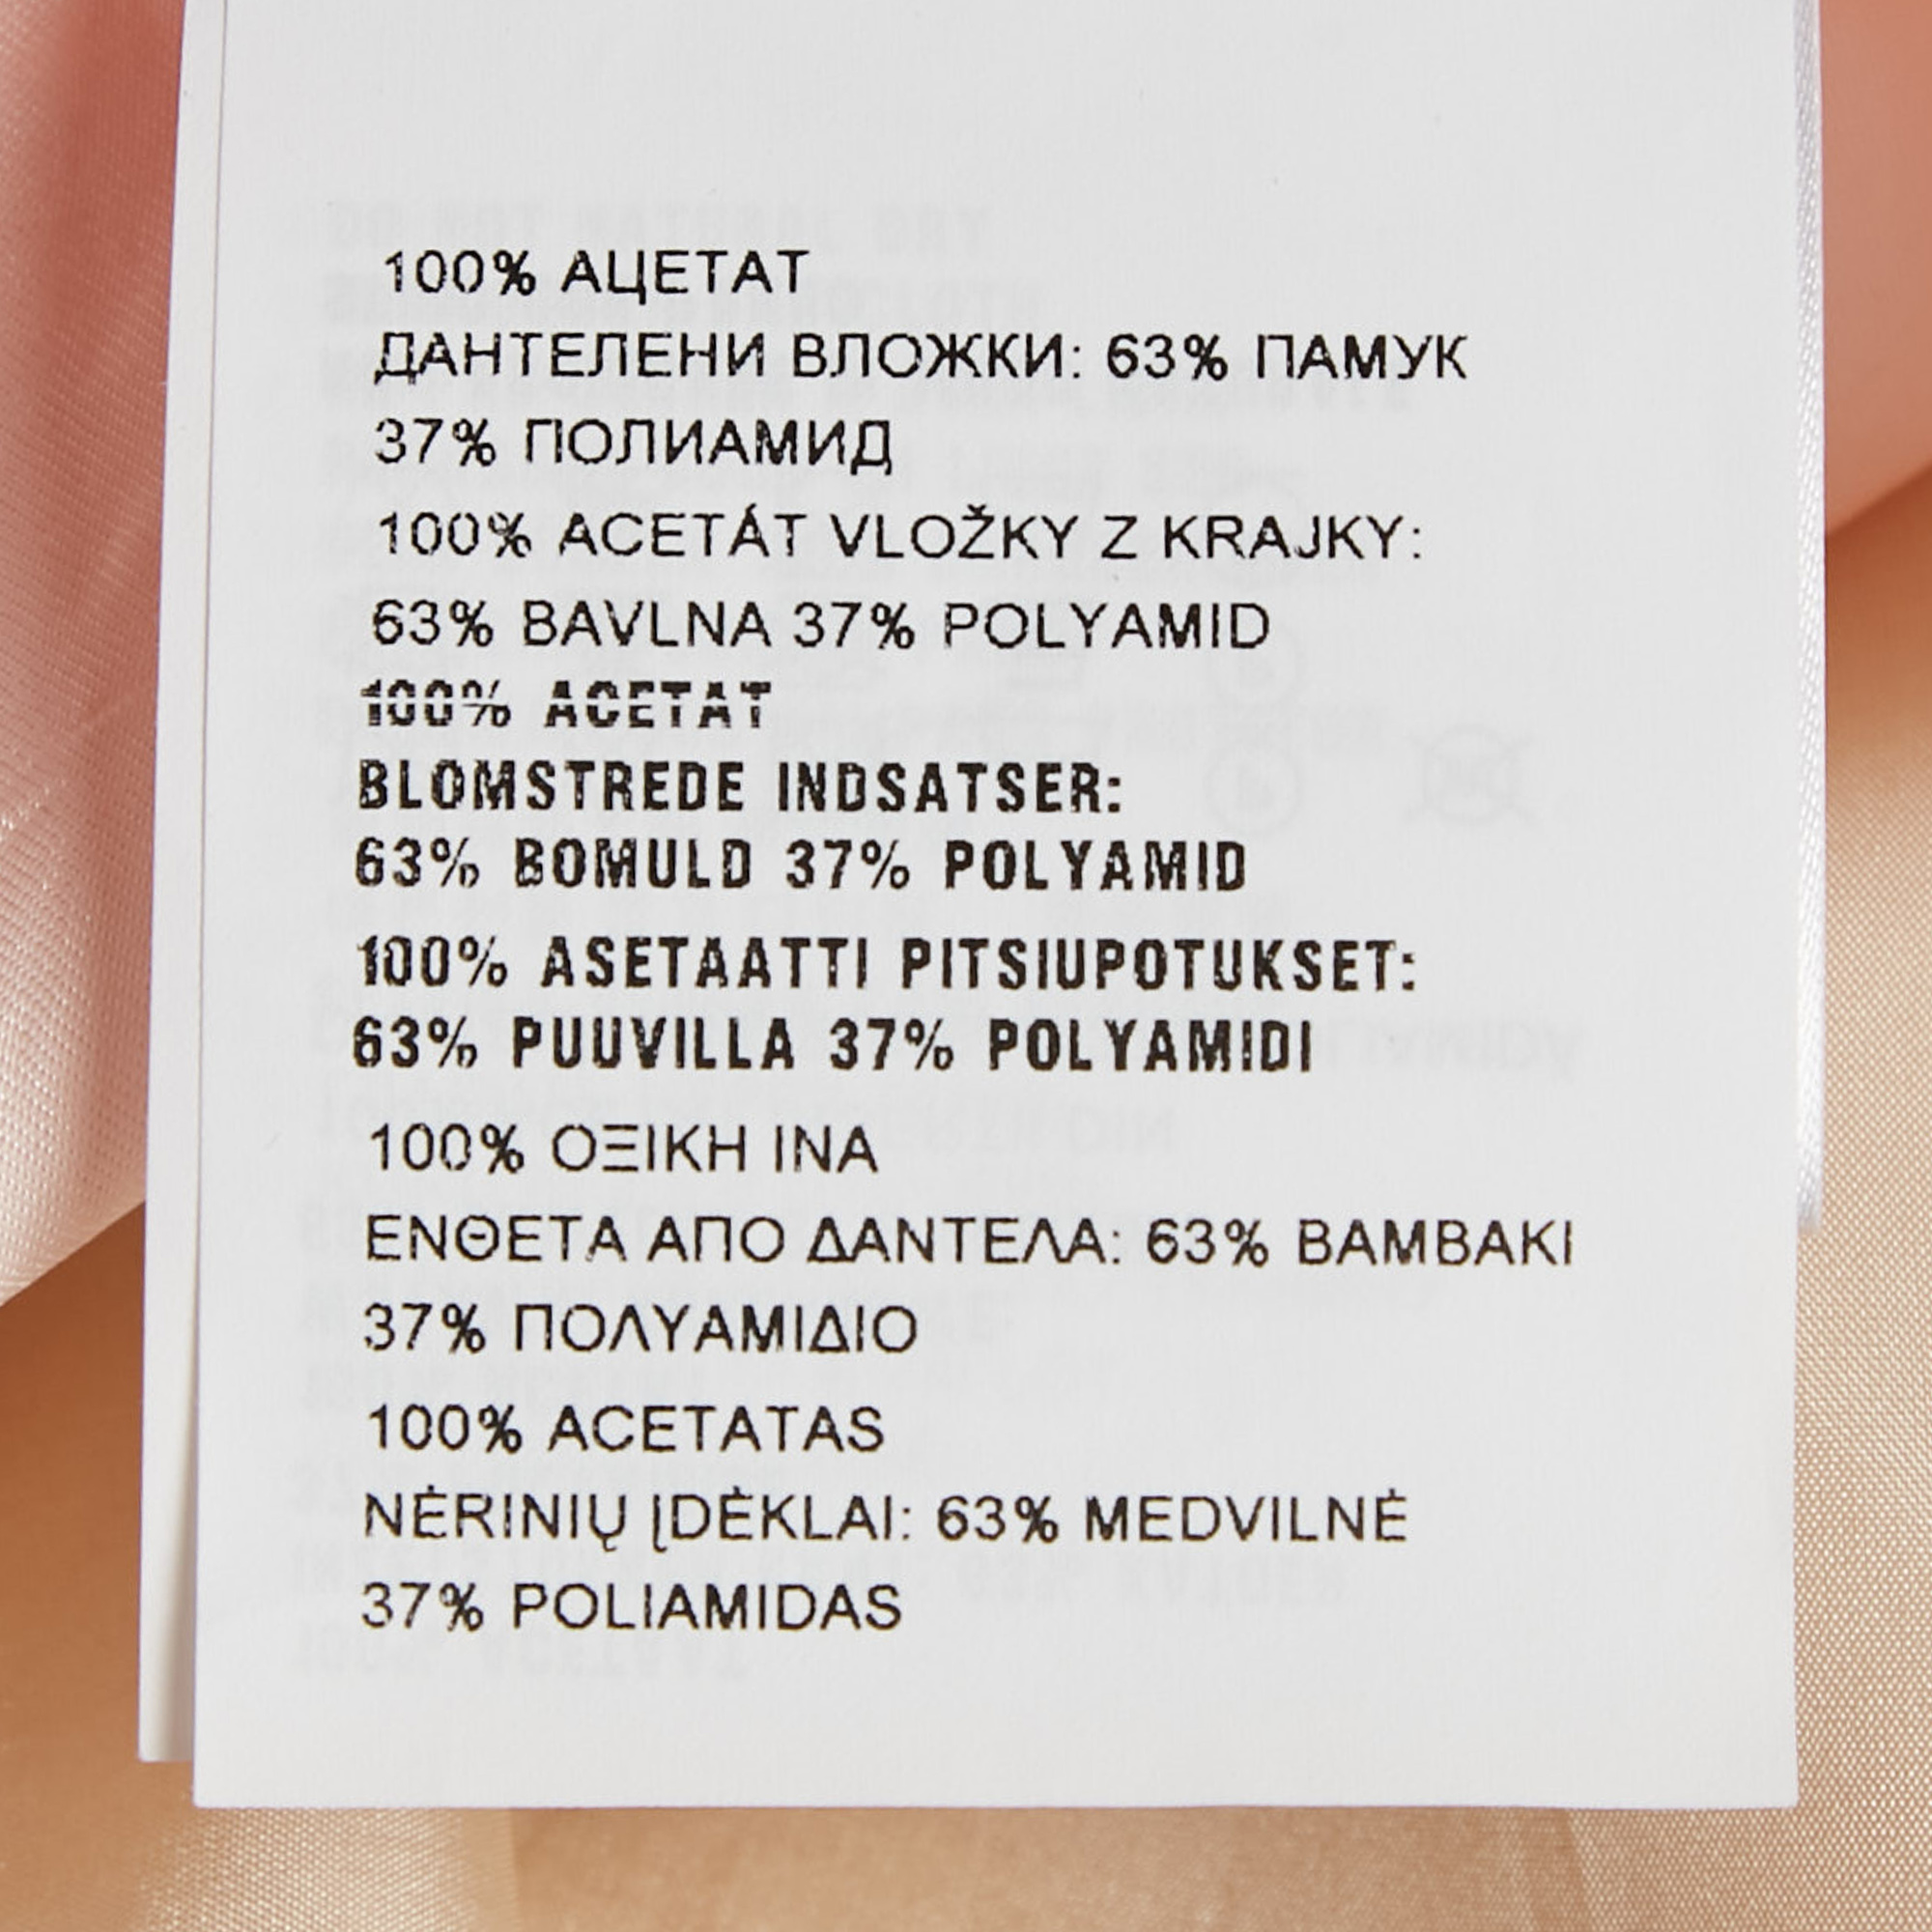 100% АЦЕТАТ
ДАНТЕЛЕНИ ВЛОЖКИ: 63% ПАМУК
37% ПОЛИАМИД
100% ACETÁT VLOŽKY Z KRAJKY:
63% BAVLNA 37% POLYAMID
100% ACETAT
BLOMSTREDE INDSATSER:
63% BOMULD 37% POLYAMID
100% ASETAATTI PITSIUPOTUKSET:
63% PUUVILLA 37% POLYAMIDI
100% ΟΞΙΚΗ ΙΝΑ
ΕΝΘΕΤΑ ΑΠΟ ΔΑΝΤΕΛΑ: 63% ΒΑΜΒΑΚΙ
37% ΠΟΛΥΑΜΙΔΙΟ
100% ACETATAS
NĖRINIŲ ĮDĖKLAI: 63% MEDVILNĖ
37% POLIAMIDAS